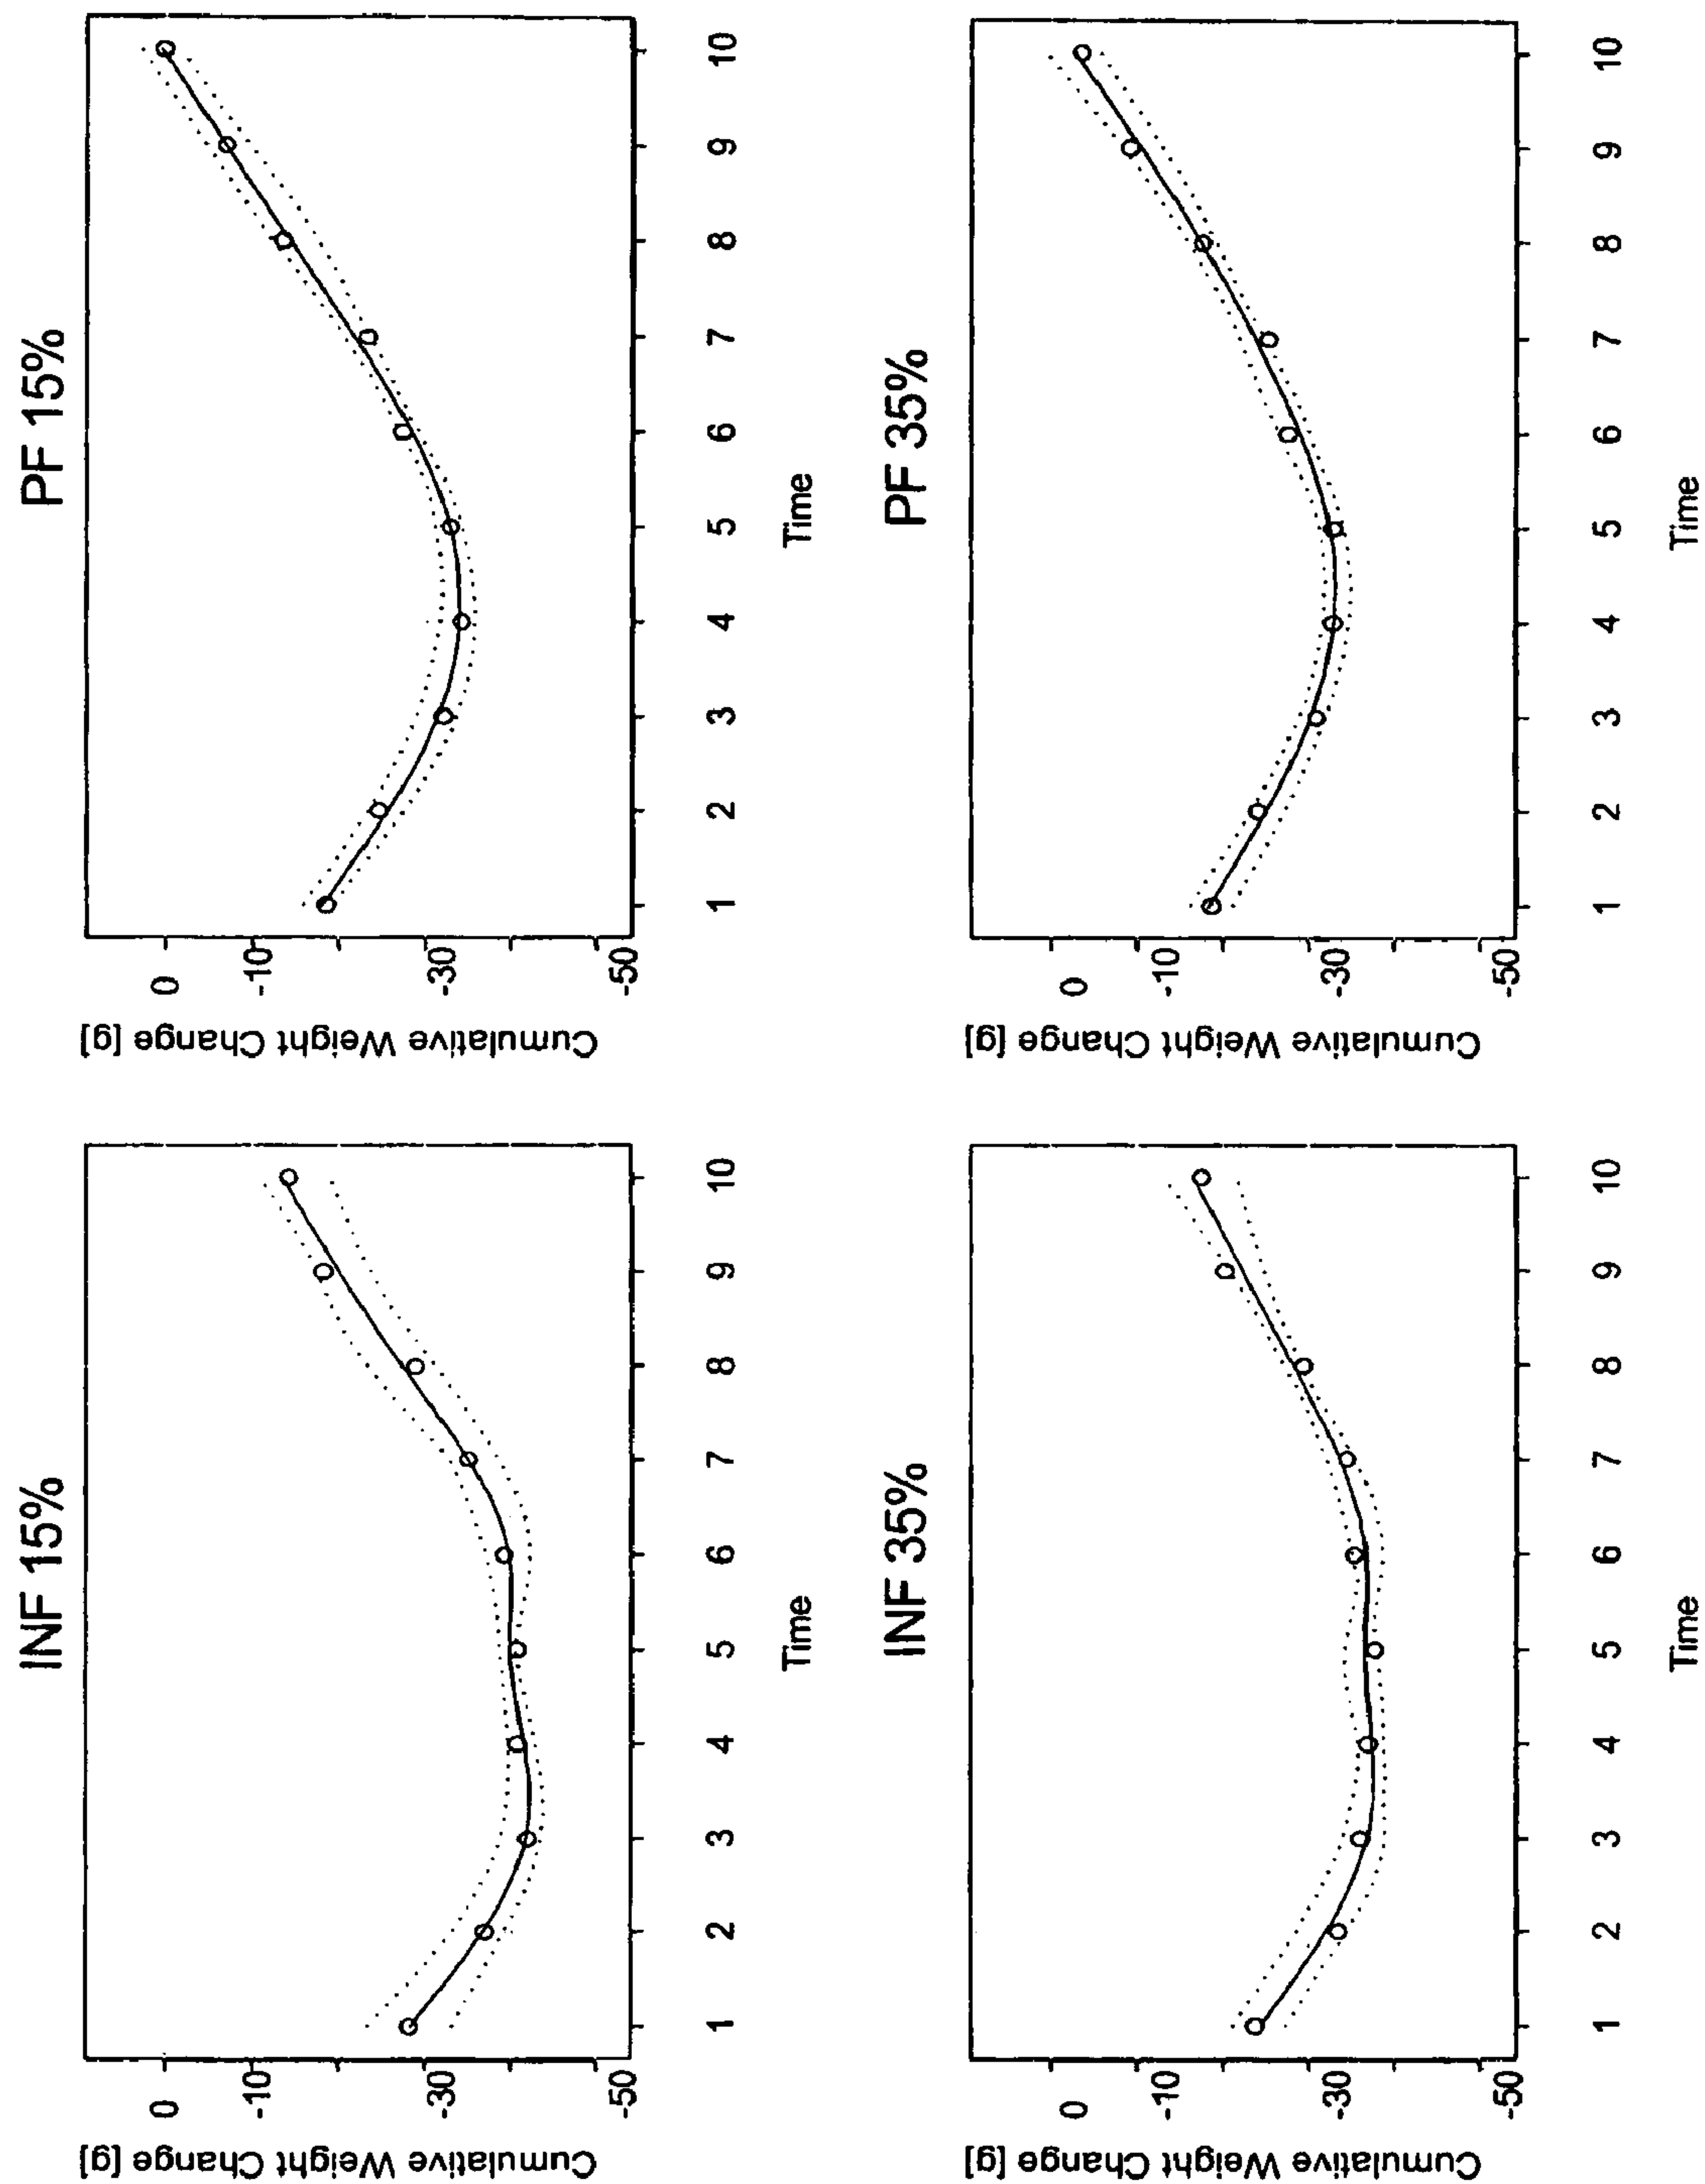 INF 15%
Cumulative Weight Change [g]
0
-10
-30
-50
1 2 3 4 5 6 7 8 9 10
Time
PF 15%
Cumulative Weight Change [g]
0
-10
-30
-50
1 2 3 4 5 6 7 8 9 10
Time
INF 35%
Cumulative Weight Change [g]
0
-10
-30
-50
1 2 3 4 5 6 7 8 9 10
Time
PF 35%
Cumulative Weight Change [g]
0
-10
-30
-50
1 2 3 4 5 6 7 8 9 10
Time